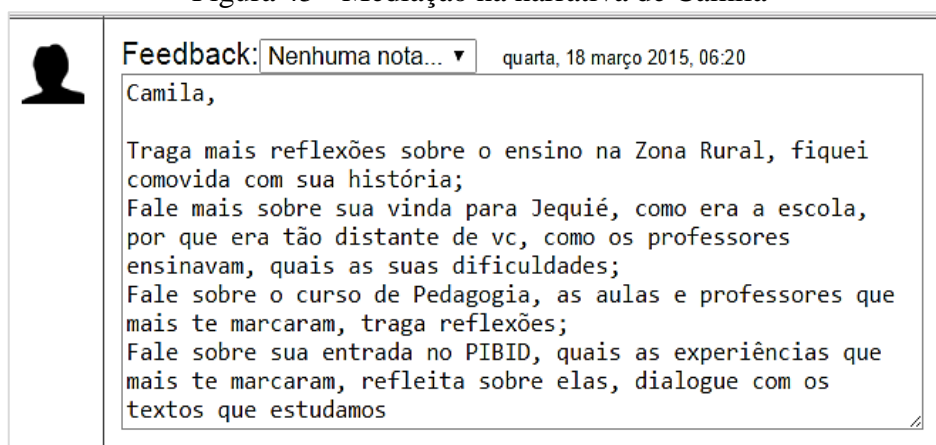 Feedback: Nenhuma nota... ▼ quarta, 18 março 2015, 06:20
Camila,
Traga mais reflexões sobre o ensino na Zona Rural, fiquei
comovida com sua história;
Fale mais sobre sua vinda para Jequié, como era a escola,
por que era tão distante de vc, como os professores
ensinavam, quais as suas dificuldades;
Fale sobre o curso de Pedagogia, as aulas e professores que
mais te marcaram, traga reflexões;
Fale sobre sua entrada no PIBID, quais as experiências que
mais te marcaram, refleita sobre elas, dialogue com os
textos que estudamos